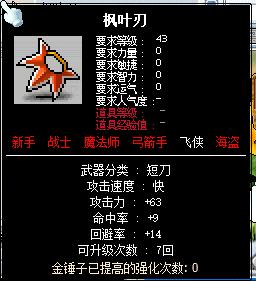 枫叶刃
要求等级: 43
要求力量: 0
要求敏捷: 0
要求智力: 0
要求运气: 0
要求人气度: -
道具等级: -
道具经验值: -
新手 战士 魔法师 弓箭手 飞侠 海盗
武器分类 : 短刀
攻击速度 : 快
攻击力 : +63
命中率 : +9
回避率 : +14
可升级次数 : 7回
金锤子已提高的强化次数: 0